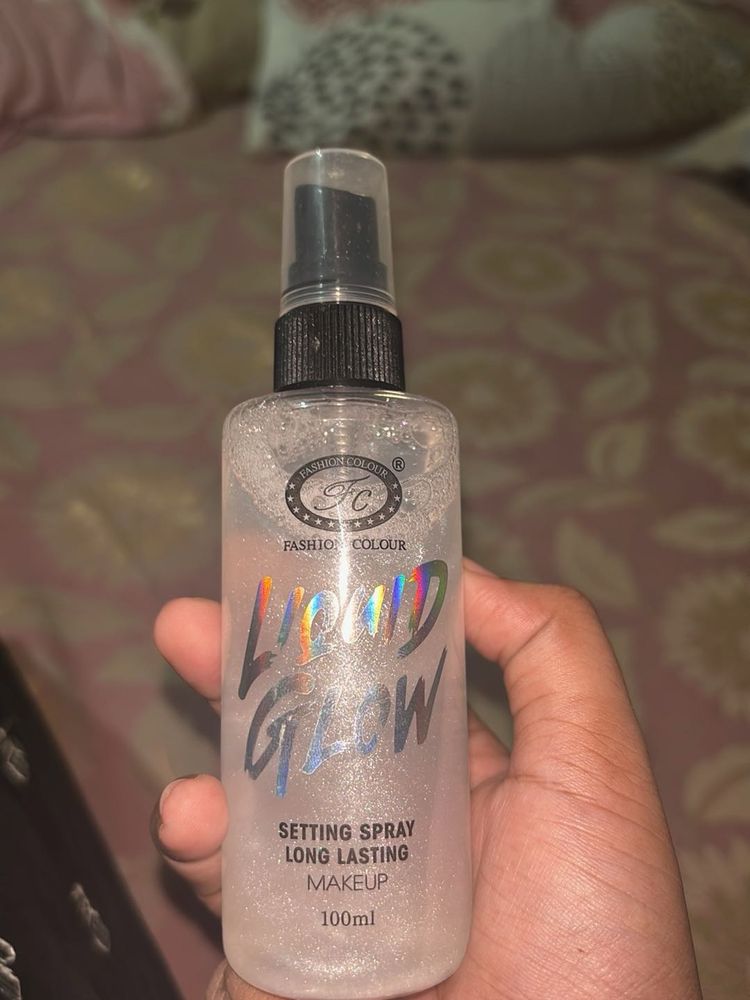 FASHION COLOUR
®
FC
FASHION COLOUR
LIQUID
GLOW
SETTING SPRAY
LONG LASTING
MAKEUP
100ml